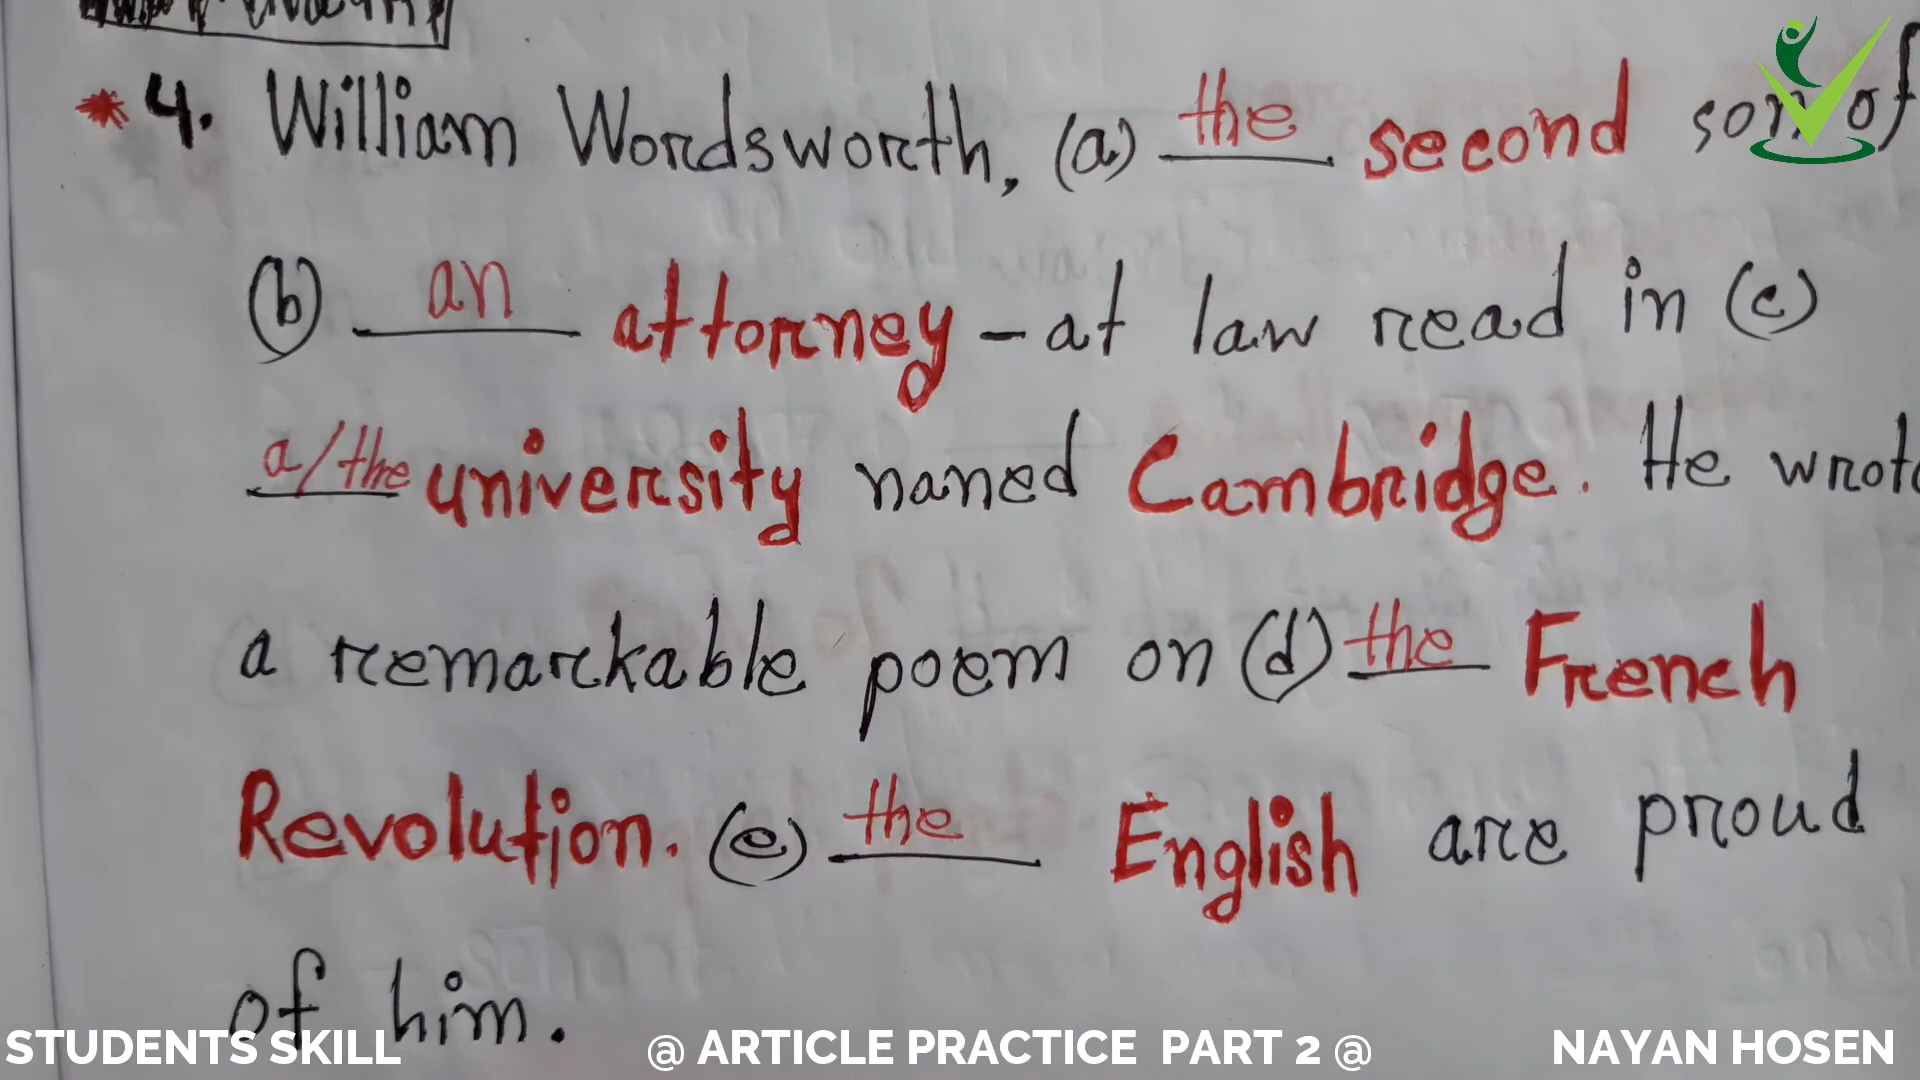 *4. William Wordsworth, (a) the second son of
(b) an attorney - at law read in (c)
a/the university naned Cambridge. He wrote
a remarkable poem on (d) the French
Revolution. (e) the English are proud
of him.
STUDENTS SKILL @ ARTICLE PRACTICE PART 2 @ NAYAN HOSEN